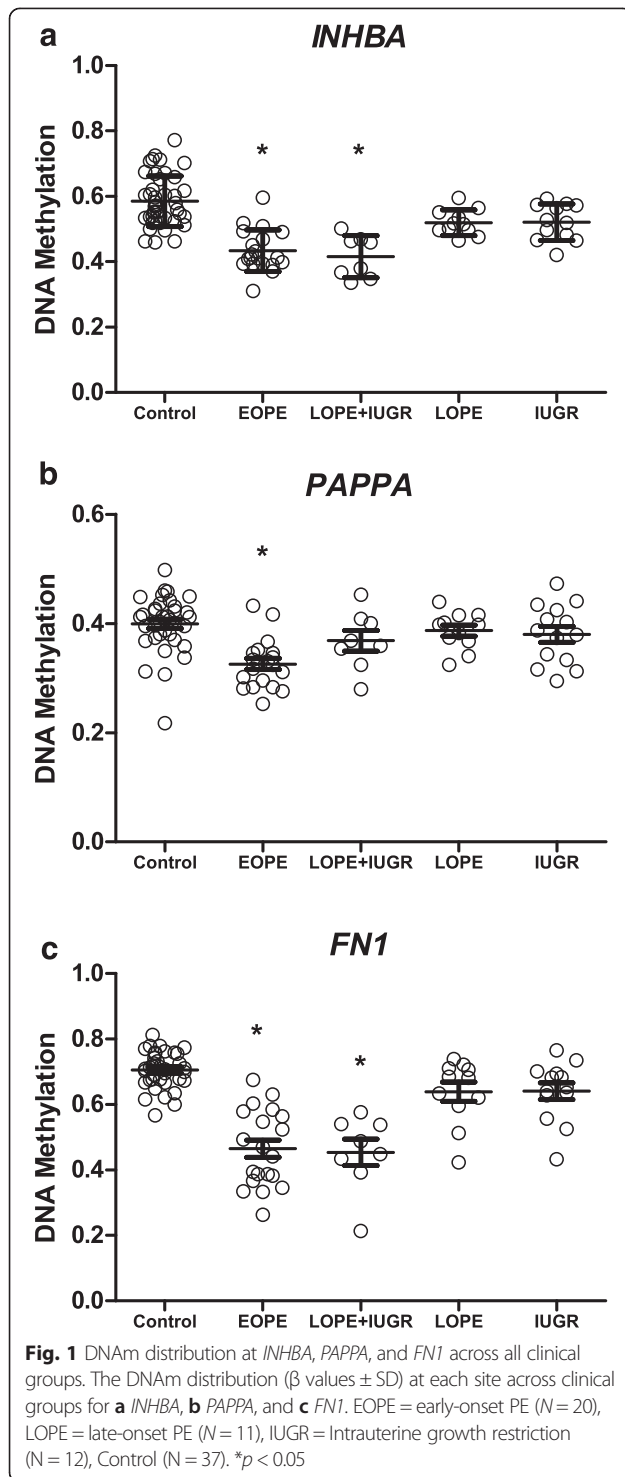 a
INHBA
1.0
0.8
0.6
0.4
0.2
0.0
DNA Methylation
* *
Control EOPE LOPE+IUGR LOPE IUGR
b
PAPPA
0.6
0.4
0.2
0.0
DNA Methylation
*
Control EOPE LOPE+IUGR LOPE IUGR
c
FN1
1.0
0.8
0.6
0.4
0.2
0.0
DNA Methylation
* *
Control EOPE LOPE+IUGR LOPE IUGR
Fig. 1 DNAm distribution at INHBA, PAPPA, and FN1 across all clinical
groups. The DNAm distribution (β values ± SD) at each site across clinical
groups for a INHBA, b PAPPA, and c FN1. EOPE = early-onset PE (N = 20),
LOPE = late-onset PE (N = 11), IUGR = Intrauterine growth restriction
(N = 12), Control (N = 37). *p < 0.05